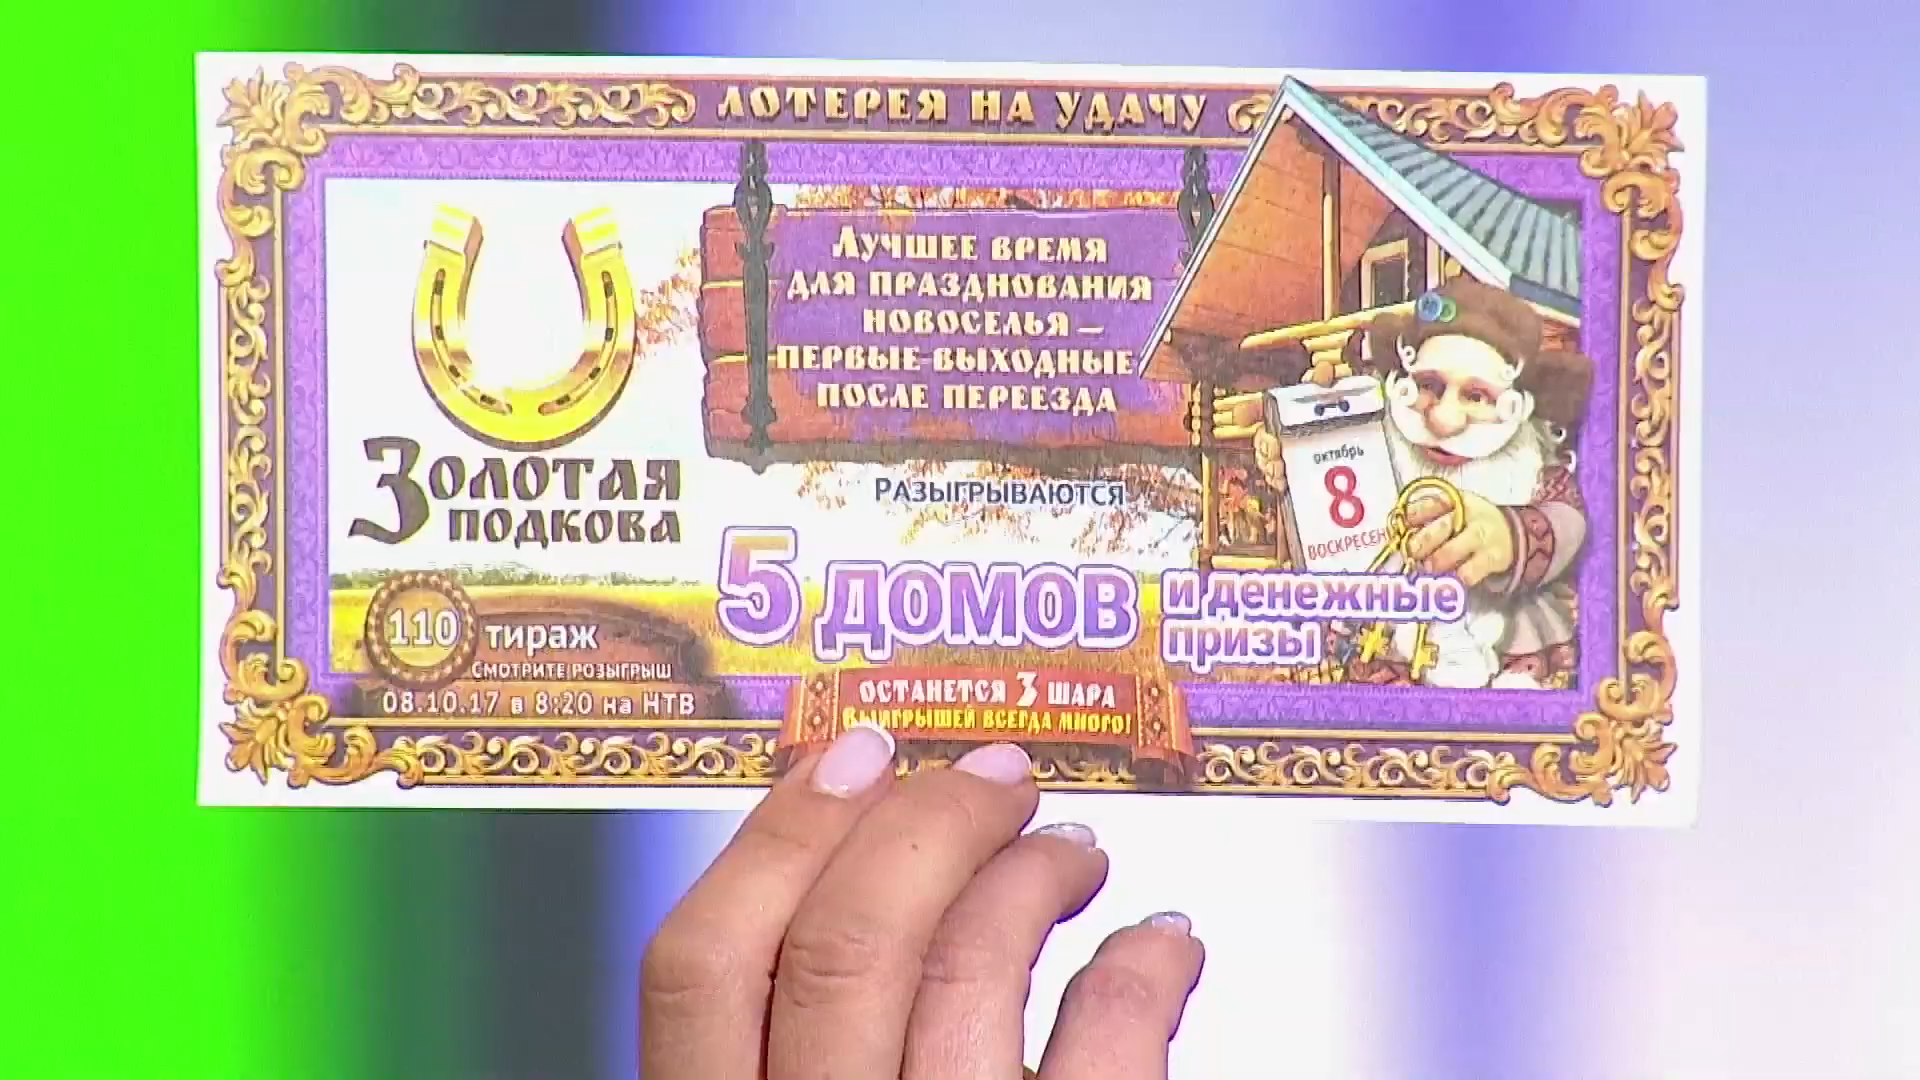 ЛОТЕРЕЯ НА УДАЧУ
ЛУЧШЕЕ ВРЕМЯ
ДЛЯ ПРАЗДНОВАНИЯ
НОВОСЕЛЬЯ –
ПЕРВЫЕ ВЫХОДНЫЕ
ПОСЛЕ ПЕРЕЕЗДА
ЗОЛОТАЯ
ПОДКОВА
октябрь
8
ВОСКРЕСЕН
РАЗЫГРЫВАЮТСЯ
5 ДОМОВ и денежные
призы
110 тираж
СМОТРИТЕ РОЗЫГРЫШ
08.10.17 в 8:20 на НТВ
ОСТАНЕТСЯ 3 ШАРА
ВЫИГРЫШЕЙ ВСЕГДА МНОГО!